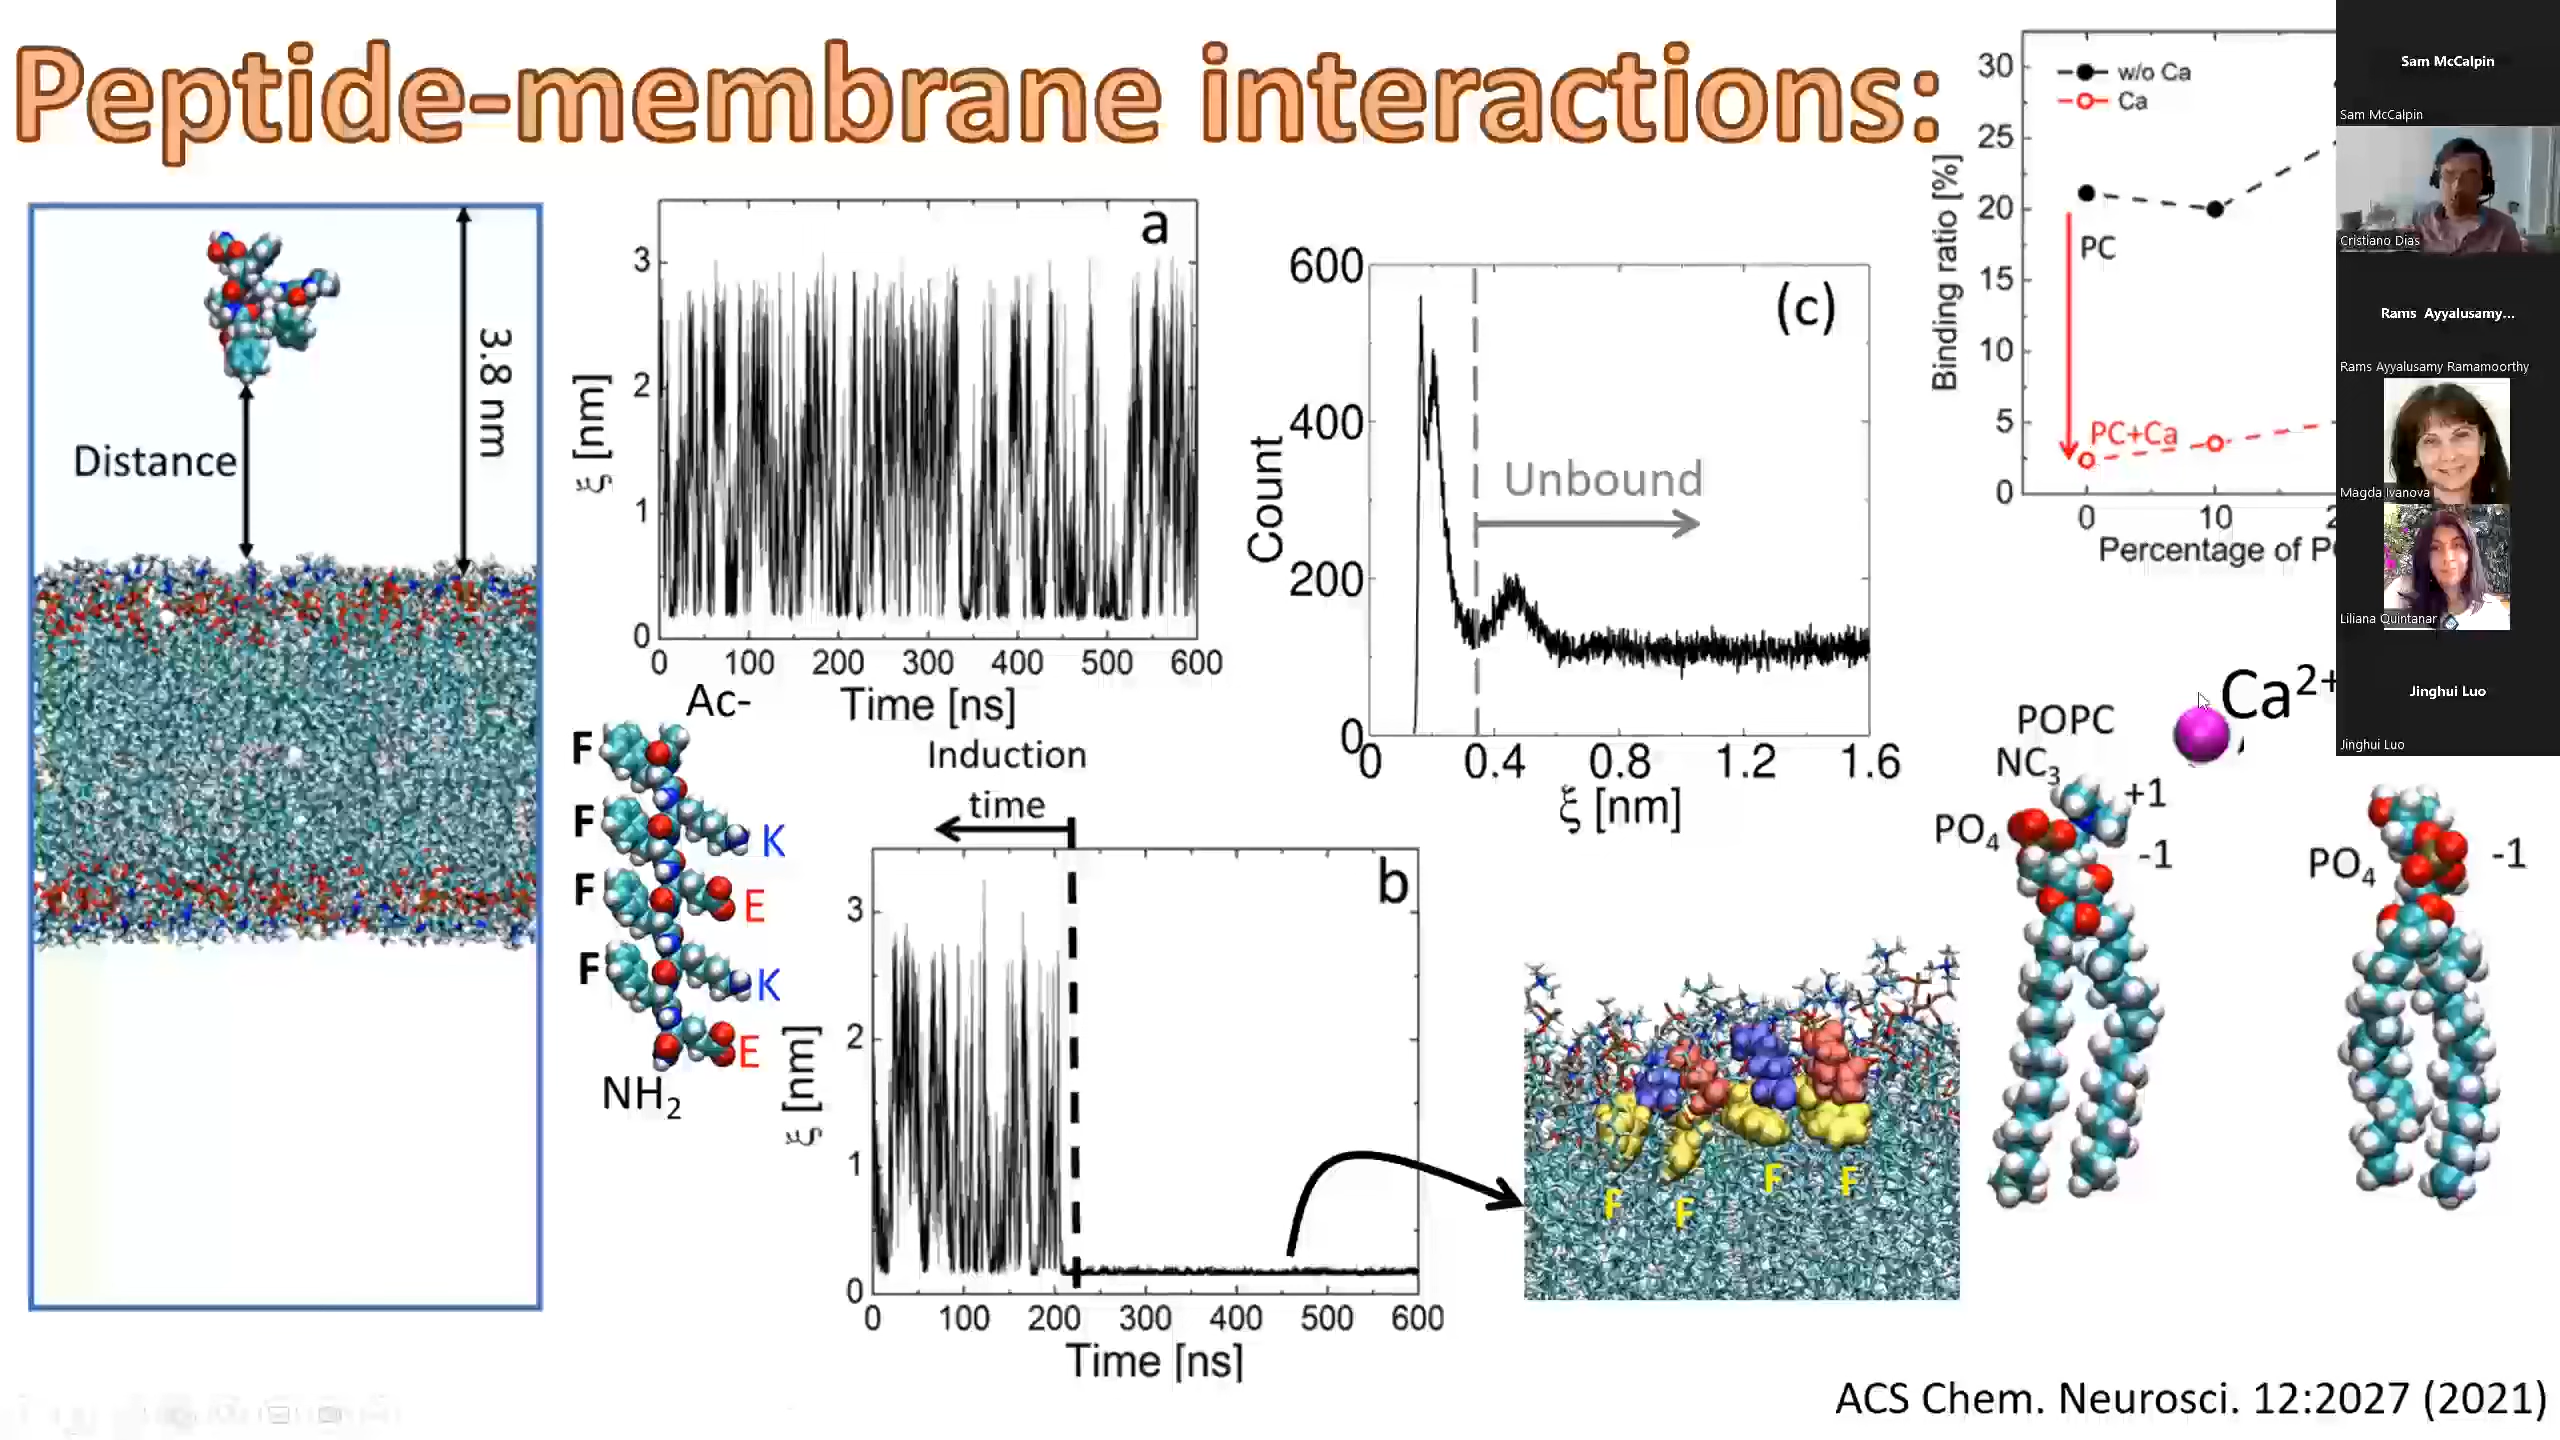 Peptide-membrane interactions:
3.8 nm
Distance
a
ξ [nm]
3
2
1
0
0 100 200 300 400 500 600
Time [ns]
Ac-
F
F K
F E
F K
E
NH2
Induction
time
b
ξ [nm]
3
2
1
0
0 100 200 300 400 500 600
Time [ns]
(c)
Count
600
400
200
0
Unbound
0 0.4 0.8 1.2 1.6
ξ [nm]
F F F F
Binding ratio [%]
30
25
20
15
10
5
0
w/o Ca
Ca
PC
PC+Ca
0 10 2
Percentage of P
Ca2+
POPC
NC3
+1
PO4
-1
PO4
-1
ACS Chem. Neurosci. 12:2027 (2021)
Sam McCalpin
Sam McCalpin
Cristiano Dias
Rams Ayyalusamy...
Rams Ayyalusamy Ramamoorthy
Magda Ivanova
Liliana Quintanar
Jinghui Luo
Jinghui Luo